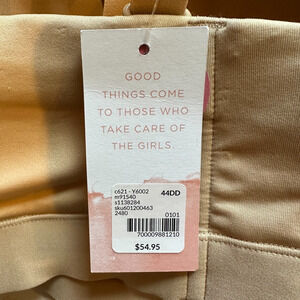 GOOD
THINGS COME
TO THOSE WHO
TAKE CARE OF
THE GIRLS.
c621 - Y6002 44DD
m91540
s1138284
sku601200463
2480 0101
700009881210
$54.95